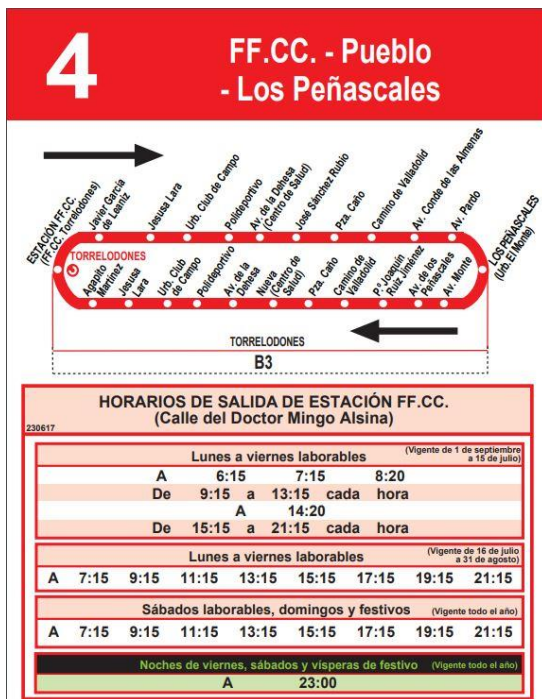 4
FF.CC. - Pueblo
- Los Peñascales
ESTACIÓN FF.CC.
(FF.CC. Torrelodones)
Javier García
de Leaniz
Jesusa Lara
Urb. Club de Campo
Polideportivo
Av. de la Dehesa
(Centro de Salud)
José Sánchez Rubio
Pza. Caño
Camino de Valladolid
Av. Conde de las Almenas
Av. Pardo
LOS PEÑASCALES
(Urb. El Monte)
TORRELODONES
Agapito
Martínez
Jesusa
Lara
Urb. Club
de Campo
Polideportivo
Av. de la
Dehesa
Nueva
(Centro de
Salud)
Pza. Caño
Camino de
Valladolid
Pº Joaquín
Ruiz Jiménez
Av. de los
Peñascales
Av. Monte
TORRELODONES
B3
HORARIOS DE SALIDA DE ESTACIÓN FF.CC.
(Calle del Doctor Mingo Alsina)
230617
Lunes a viernes laborables (Vigente de 1 de septiembre
a 15 de julio)
A 6:15 7:15 8:20
De 9:15 a 13:15 cada hora
A 14:20
De 15:15 a 21:15 cada hora
Lunes a viernes laborables (Vigente de 16 de julio
a 31 de agosto)
A 7:15 9:15 11:15 13:15 15:15 17:15 19:15 21:15
Sábados laborables, domingos y festivos (Vigente todo el año)
A 7:15 9:15 11:15 13:15 15:15 17:15 19:15 21:15
Noches de viernes, sábados y vísperas de festivo (Vigente todo el año)
A 23:00